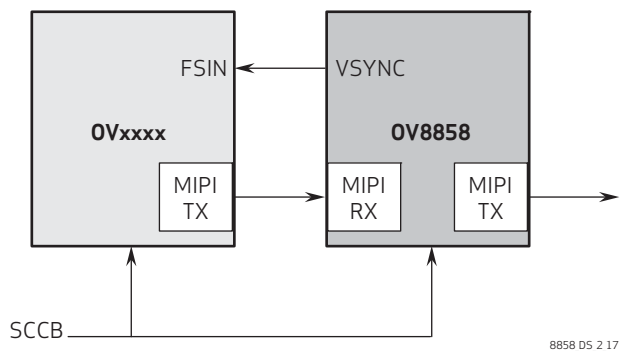 FSIN
VSYNC
OVxxxx
OV8858
MIPI
TX
MIPI
RX
MIPI
TX
SCCB
8858 DS 2 17